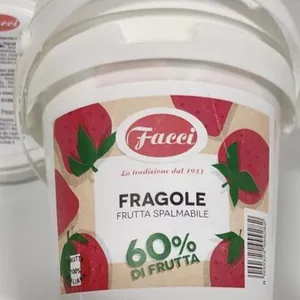 Facci
La tradizione dal 1933
FRAGOLE
FRUTTA SPALMABILE
60%
DI FRUTTA